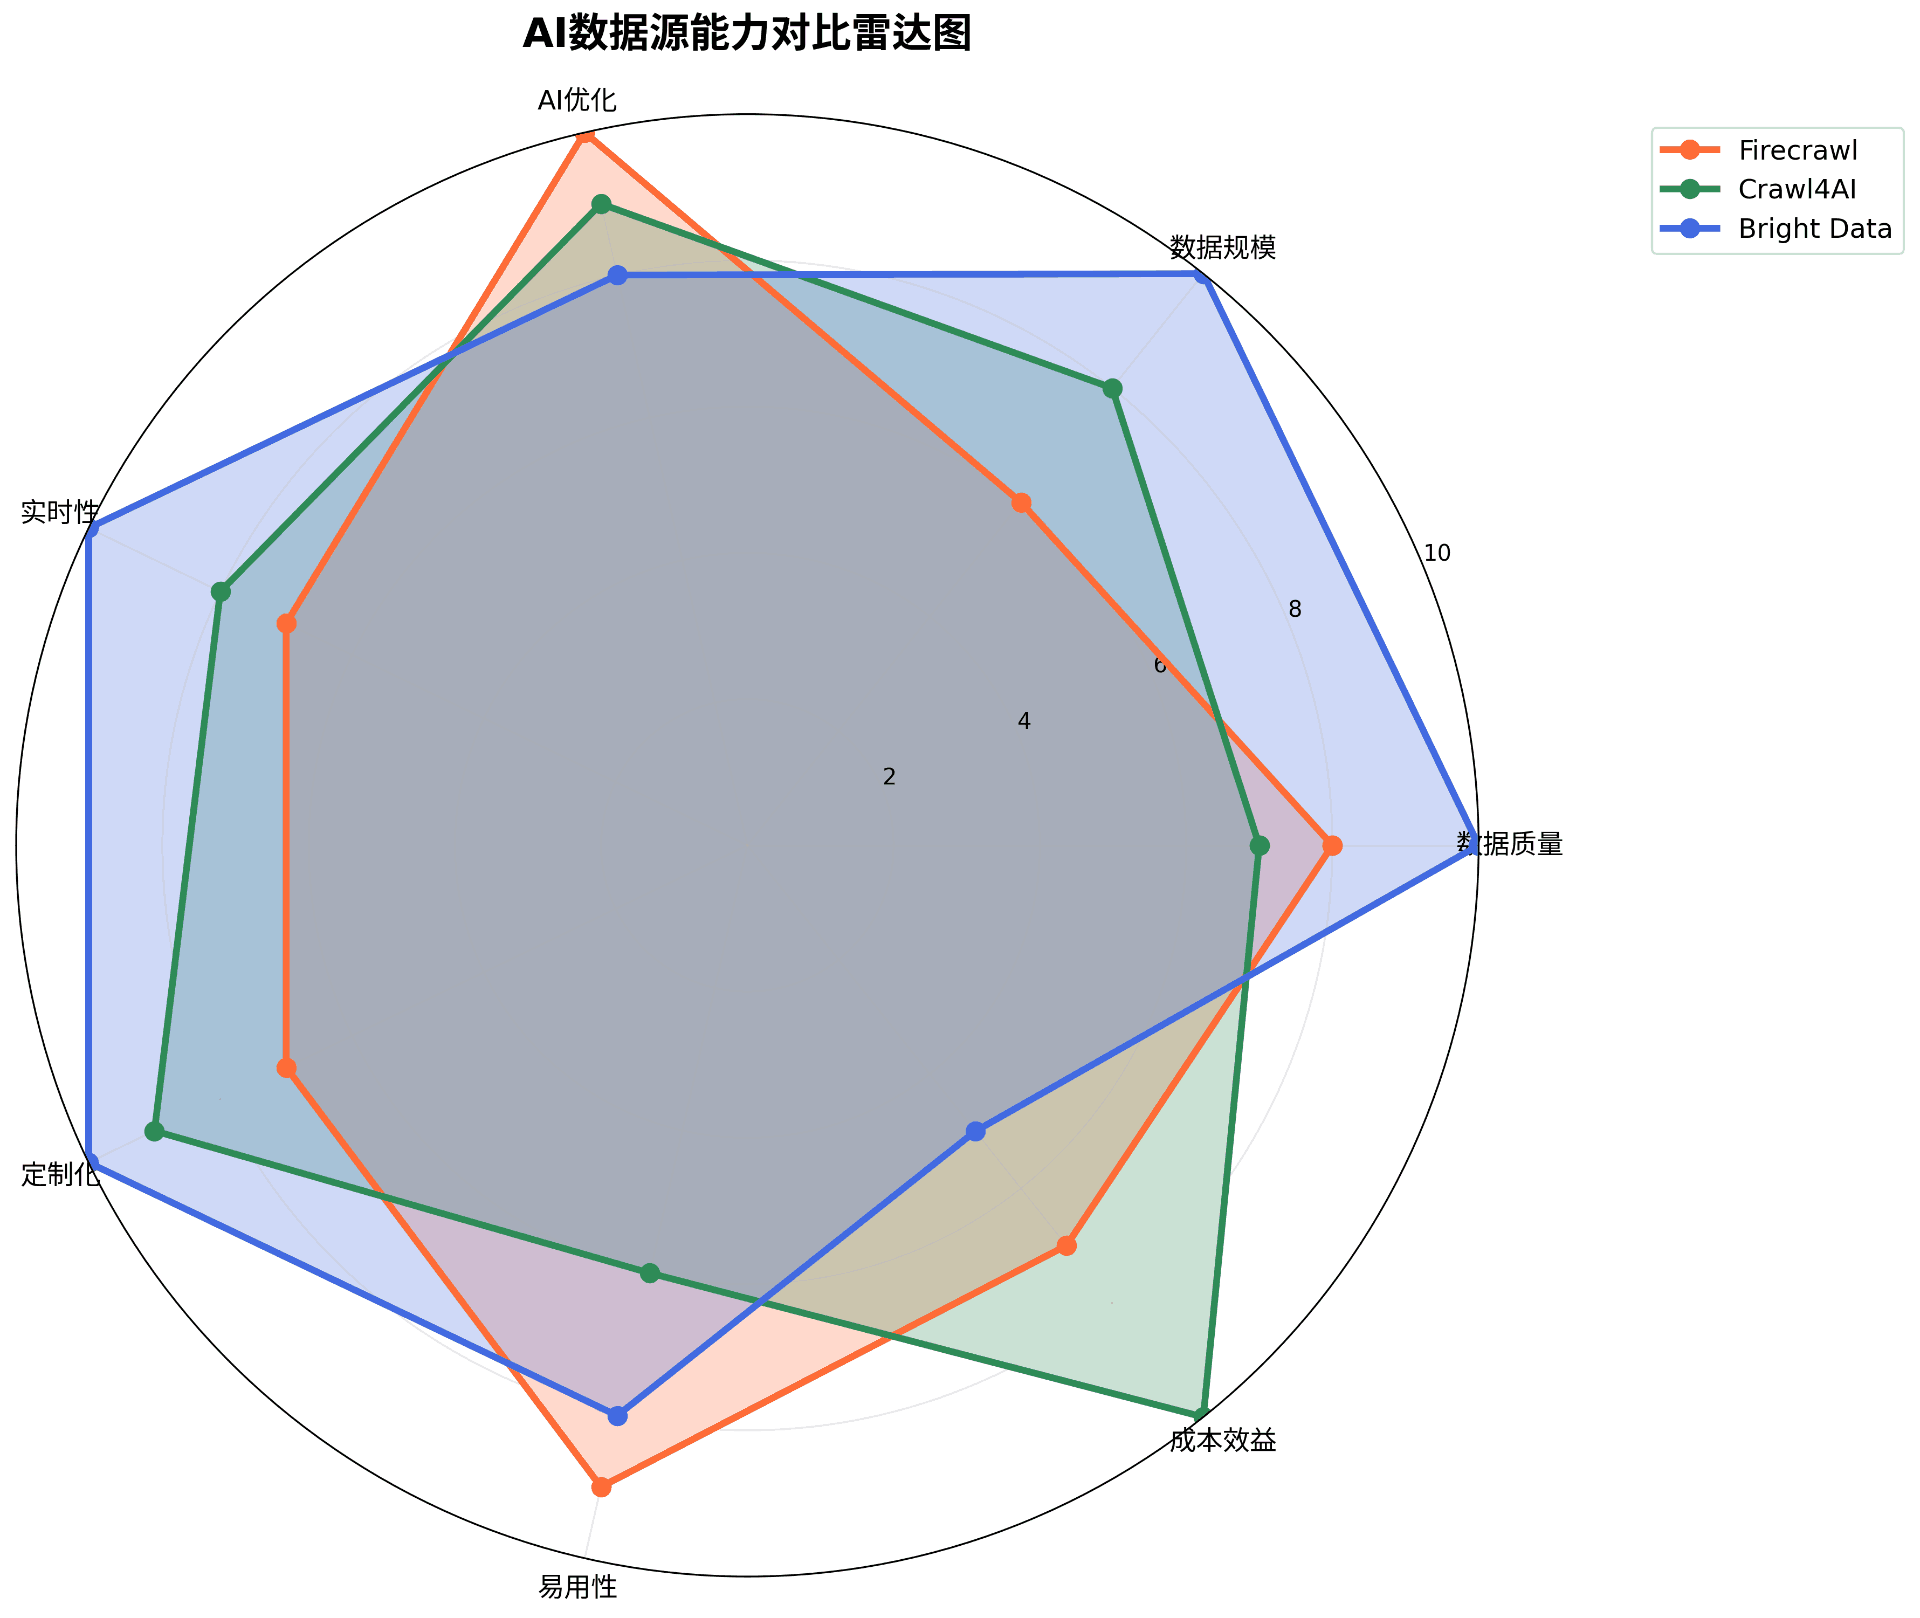 AI数据源能力对比雷达图
AI优化
Firecrawl
Crawl4AI
Bright Data
数据规模
实时性
10
8
6
4
2
数据质量
定制化
成本效益
易用性